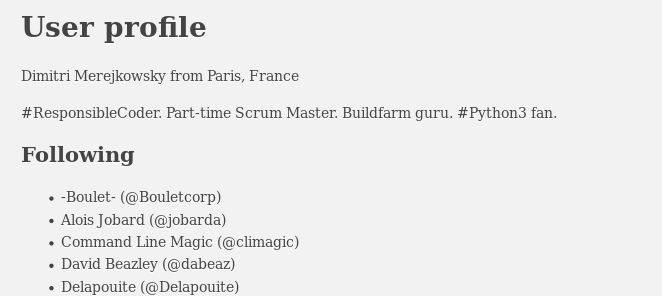 User profile
Dimitri Merejkowsky from Paris, France
#ResponsibleCoder. Part-time Scrum Master. Buildfarm guru. #Python3 fan.
Following
• -Boulet- (@Bouletcorp)
• Alois Jobard (@jobarda)
• Command Line Magic (@climagic)
• David Beazley (@dabeaz)
• Delapouite (@Delapouite)